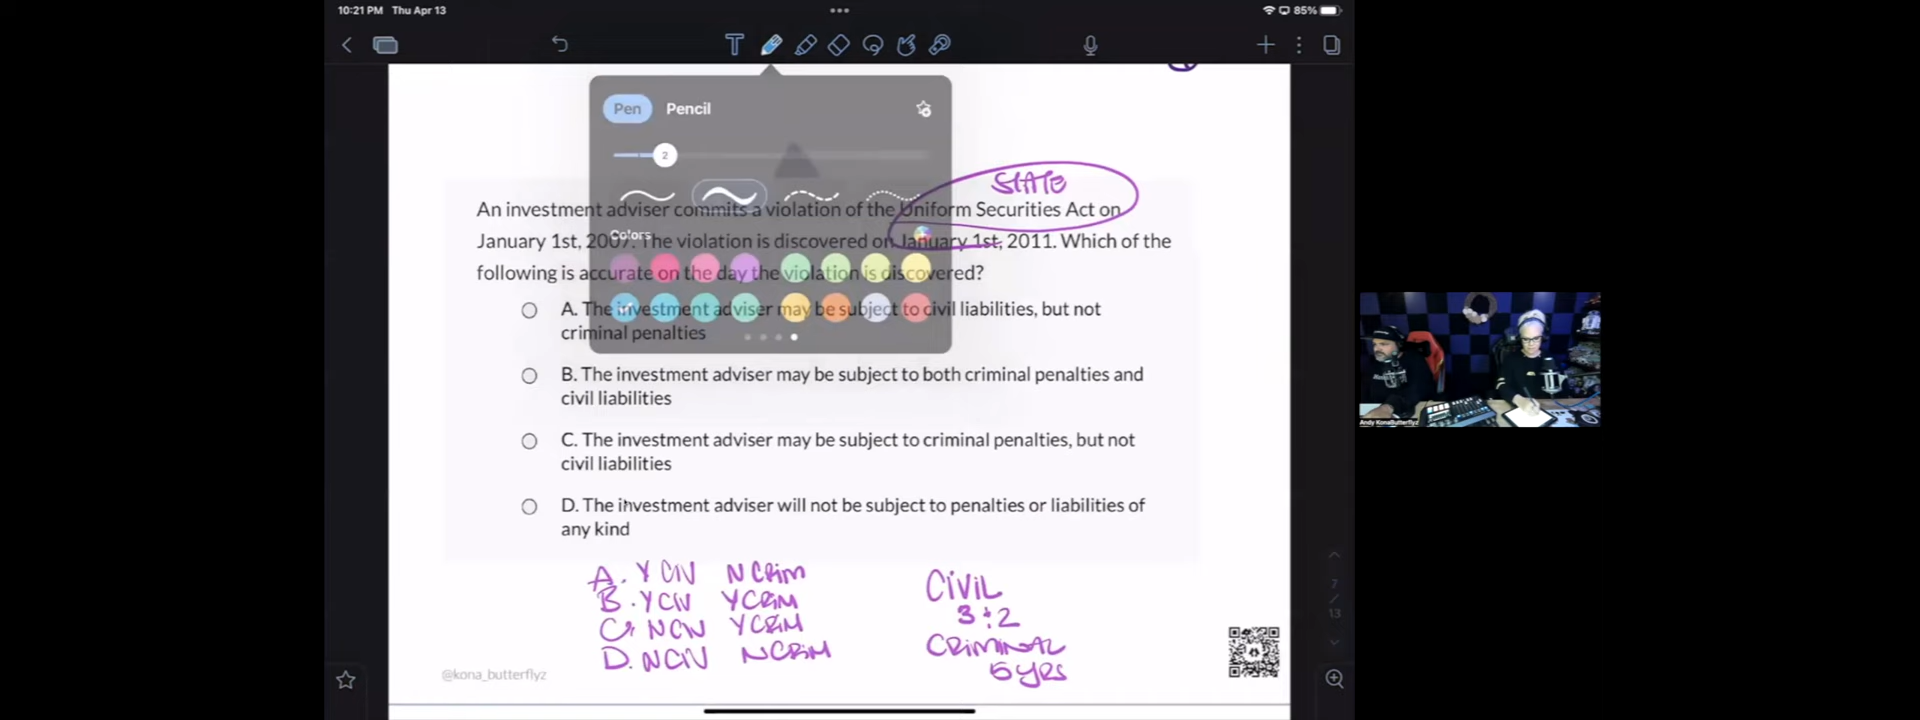 10:21 PM Thu Apr 13
85%
T
Pen Pencil
2
STATE
An investment adviser commits a violation of the Uniform Securities Act on
Colors
January 1st, 2007. The violation is discovered on January 1st, 2011. Which of the
following is accurate on the day the violation is discovered?
A. The investment adviser may be subject to civil liabilities, but not
criminal penalties
B. The investment adviser may be subject to both criminal penalties and
civil liabilities
C. The investment adviser may be subject to criminal penalties, but not
civil liabilities
D. The investment adviser will not be subject to penalties or liabilities of
any kind
A. Y CIV N CRiM
B. Y CIV Y CRiM
C. N CIV Y CRiM
D. N CIV N CRiM
CiViL
3 : 2
CRiMiNAL
5 yRS
7
/
13
@kona_butterflyz
Andy KonaButterflyz